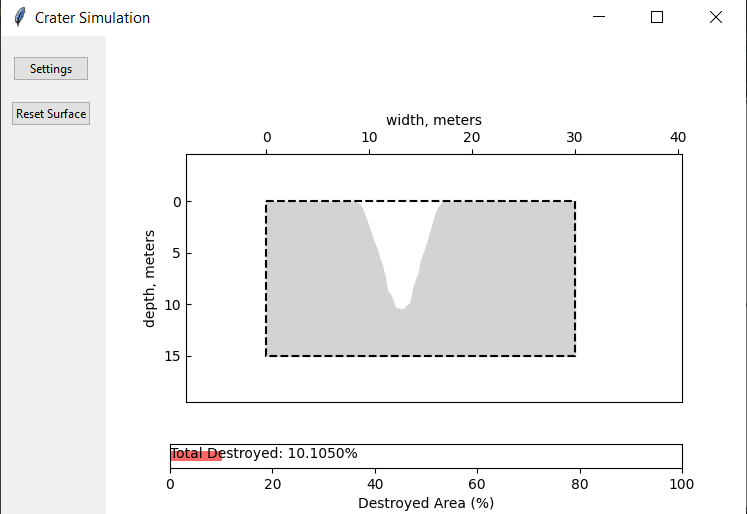 Crater Simulation
Settings
Reset Surface
width, meters
0 10 20 30 40
depth, meters
0
5
10
15
Total Destroyed: 10.1050%
0 20 40 60 80 100
Destroyed Area (%)